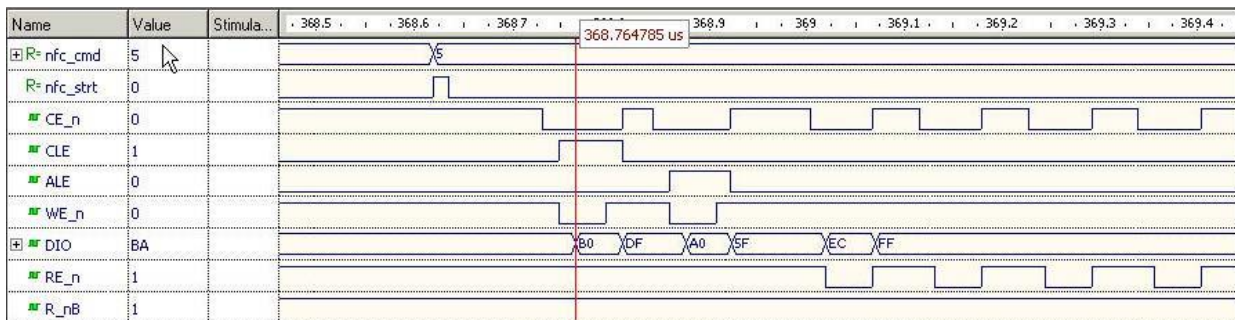 Name Value Stimula... 368.5 368.6 3687 368.9 369 369.1 369.2 369.3 369.4
368.764785 us
R= nfc_cmd 5 5
R= nfc_strt 0
CE_n 0
CLE 1
ALE 0
WE_n 0
DIO BA B0 DF A0 5F EC FF
RE_n 1
R_nB 1